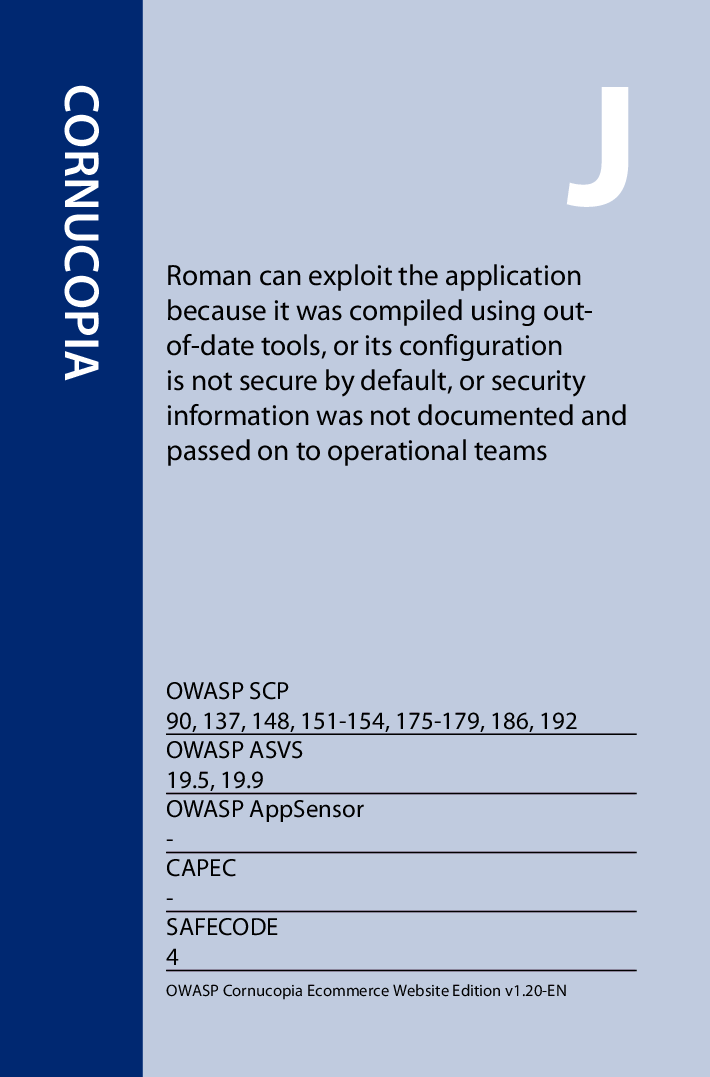 CORNUCOPIA
J
Roman can exploit the application
because it was compiled using out-
of-date tools, or its configuration
is not secure by default, or security
information was not documented and
passed on to operational teams
OWASP SCP
90, 137, 148, 151-154, 175-179, 186, 192
OWASP ASVS
19.5, 19.9
OWASP AppSensor
-
CAPEC
-
SAFECODE
4
OWASP Cornucopia Ecommerce Website Edition v1.20-EN